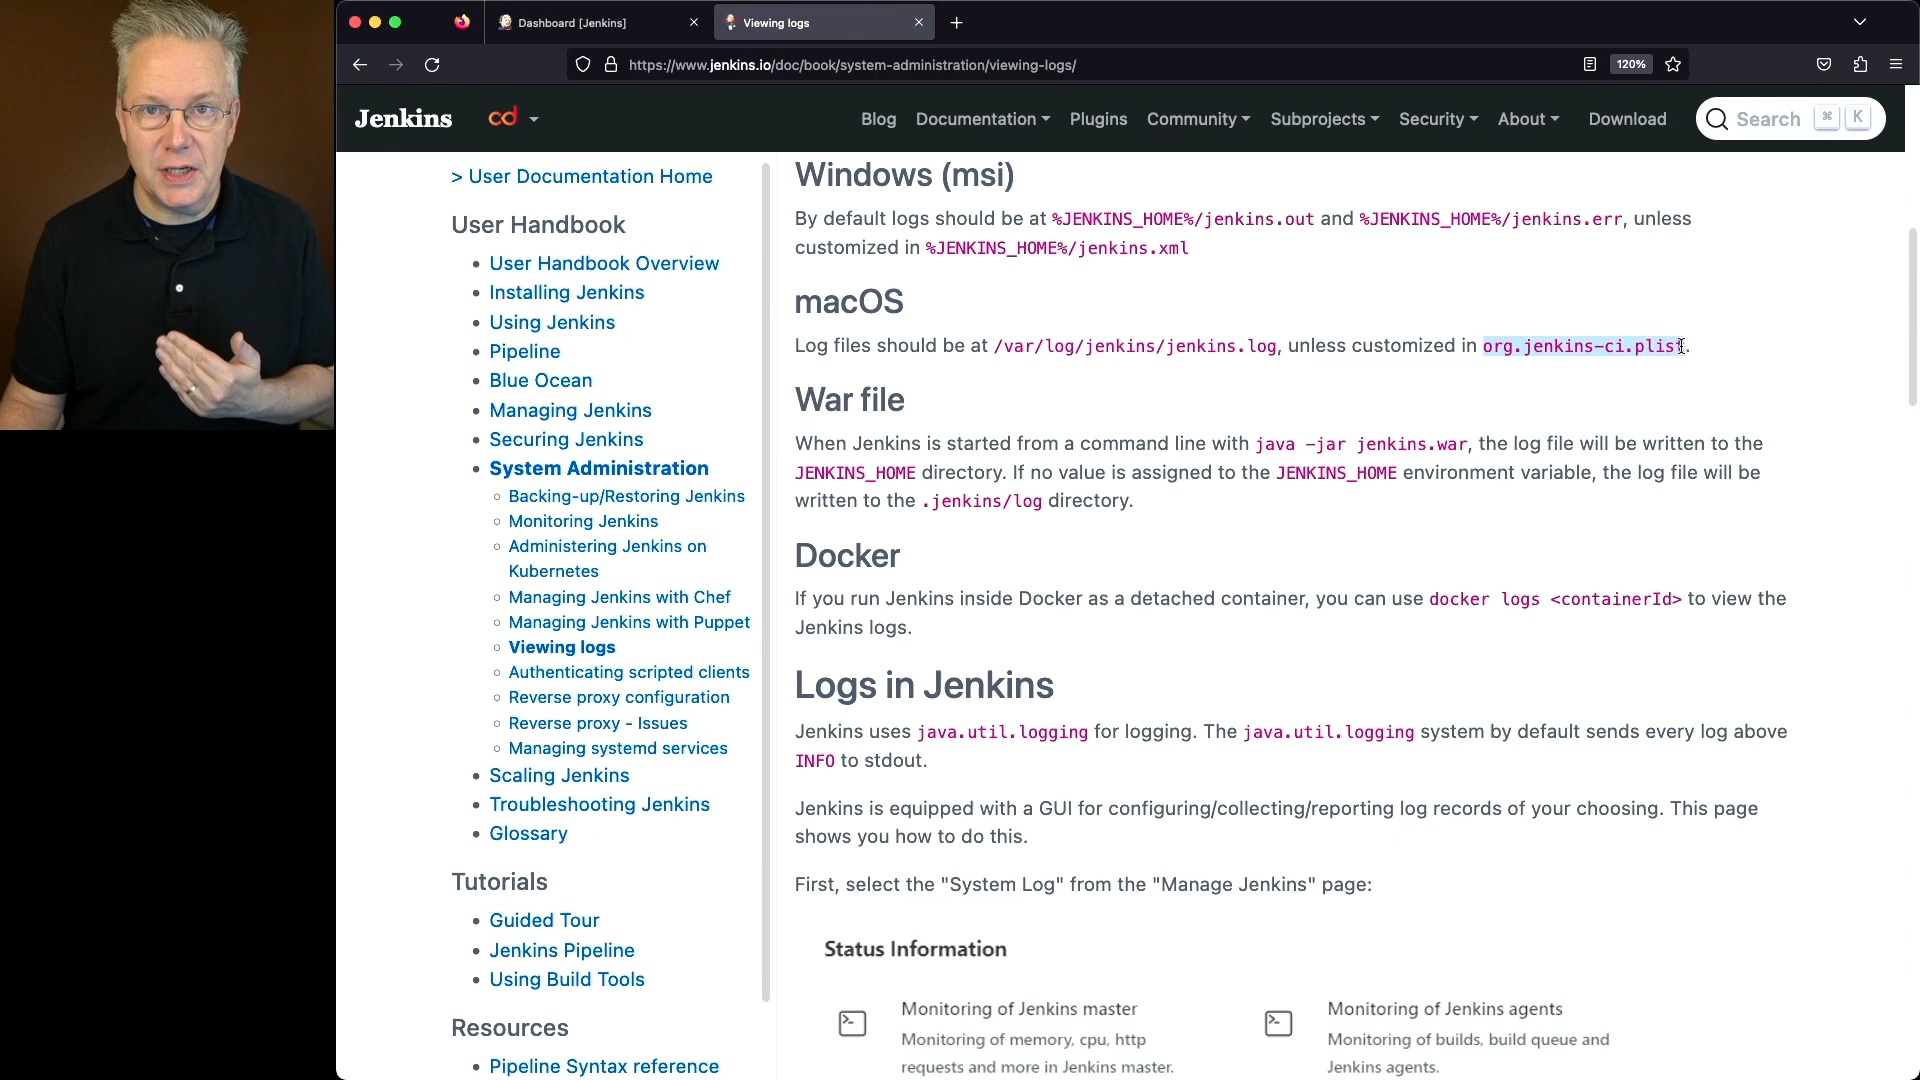 Dashboard [Jenkins]
Viewing logs
https://www.jenkins.io/doc/book/system-administration/viewing-logs/
120%
Jenkins
cd
Blog
Documentation
Plugins
Community
Subprojects
Security
About
Download
Search
⌘
K
> User Documentation Home
User Handbook
User Handbook Overview
Installing Jenkins
Using Jenkins
Pipeline
Blue Ocean
Managing Jenkins
Securing Jenkins
System Administration
Backing-up/Restoring Jenkins
Monitoring Jenkins
Administering Jenkins on
Kubernetes
Managing Jenkins with Chef
Managing Jenkins with Puppet
Viewing logs
Authenticating scripted clients
Reverse proxy configuration
Reverse proxy - Issues
Managing systemd services
Scaling Jenkins
Troubleshooting Jenkins
Glossary
Tutorials
Guided Tour
Jenkins Pipeline
Using Build Tools
Resources
Pipeline Syntax reference
Windows (msi)
By default logs should be at %JENKINS_HOME%/jenkins.out and %JENKINS_HOME%/jenkins.err, unless
customized in %JENKINS_HOME%/jenkins.xml
macOS
Log files should be at /var/log/jenkins/jenkins.log, unless customized in org.jenkins-ci.plist.
War file
When Jenkins is started from a command line with java -jar jenkins.war, the log file will be written to the
JENKINS_HOME directory. If no value is assigned to the JENKINS_HOME environment variable, the log file will be
written to the .jenkins/log directory.
Docker
If you run Jenkins inside Docker as a detached container, you can use docker logs <containerId> to view the
Jenkins logs.
Logs in Jenkins
Jenkins uses java.util.logging for logging. The java.util.logging system by default sends every log above
INFO to stdout.
Jenkins is equipped with a GUI for configuring/collecting/reporting log records of your choosing. This page
shows you how to do this.
First, select the "System Log" from the "Manage Jenkins" page:
Status Information
Monitoring of Jenkins master
Monitoring of memory, cpu, http
requests and more in Jenkins master.
Monitoring of Jenkins agents
Monitoring of builds, build queue and
Jenkins agents.